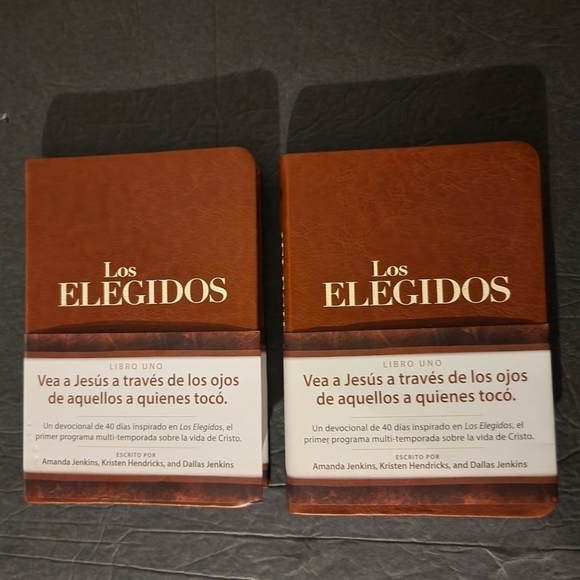 Los
ELEGIDOS
LIBRO UNO
Vea a Jesús a través de los ojos
de aquellos a quienes tocó.
Un devocional de 40 días inspirado en Los Elegidos, el
primer programa multi-temporada sobre la vida de Cristo.
ESCRITO POR
Amanda Jenkins, Kristen Hendricks, and Dallas Jenkins
Los
ELEGIDOS
LIBRO UNO
Vea a Jesús a través de los ojos
de aquellos a quienes tocó.
Un devocional de 40 días inspirado en Los Elegidos, el
primer programa multi-temporada sobre la vida de Cristo.
ESCRITO POR
Amanda Jenkins, Kristen Hendricks, and Dallas Jenkins